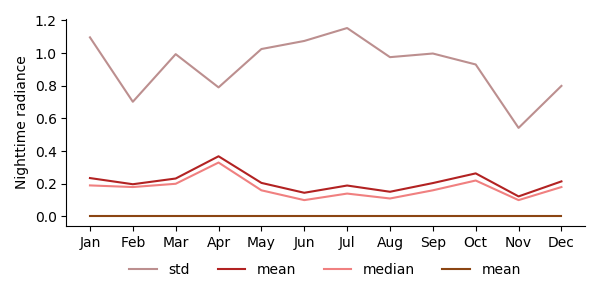 Nighttime radiance
1.2
1.0
0.8
0.6
0.4
0.2
0.0
Jan Feb Mar Apr May Jun Jul Aug Sep Oct Nov Dec
std mean median mean